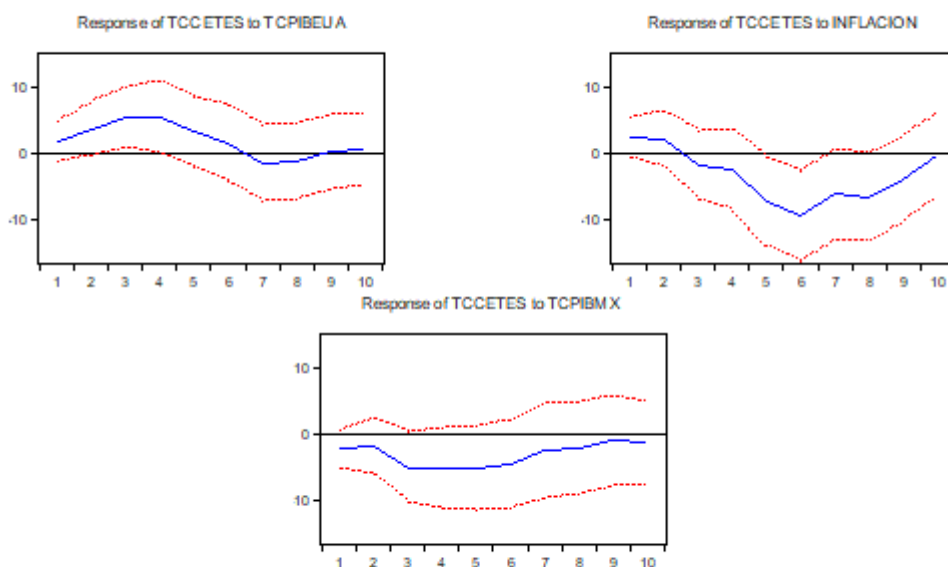 Response of TCCETES to TCPIBEUA
10
0
-10
1 2 3 4 5 6 7 8 9 10
Response of TCCETES to INFLACION
10
0
-10
1 2 3 4 5 6 7 8 9 10
Response of TCCETES to TCPIBMX
10
0
10
1 2 3 4 5 6 7 8 9 10